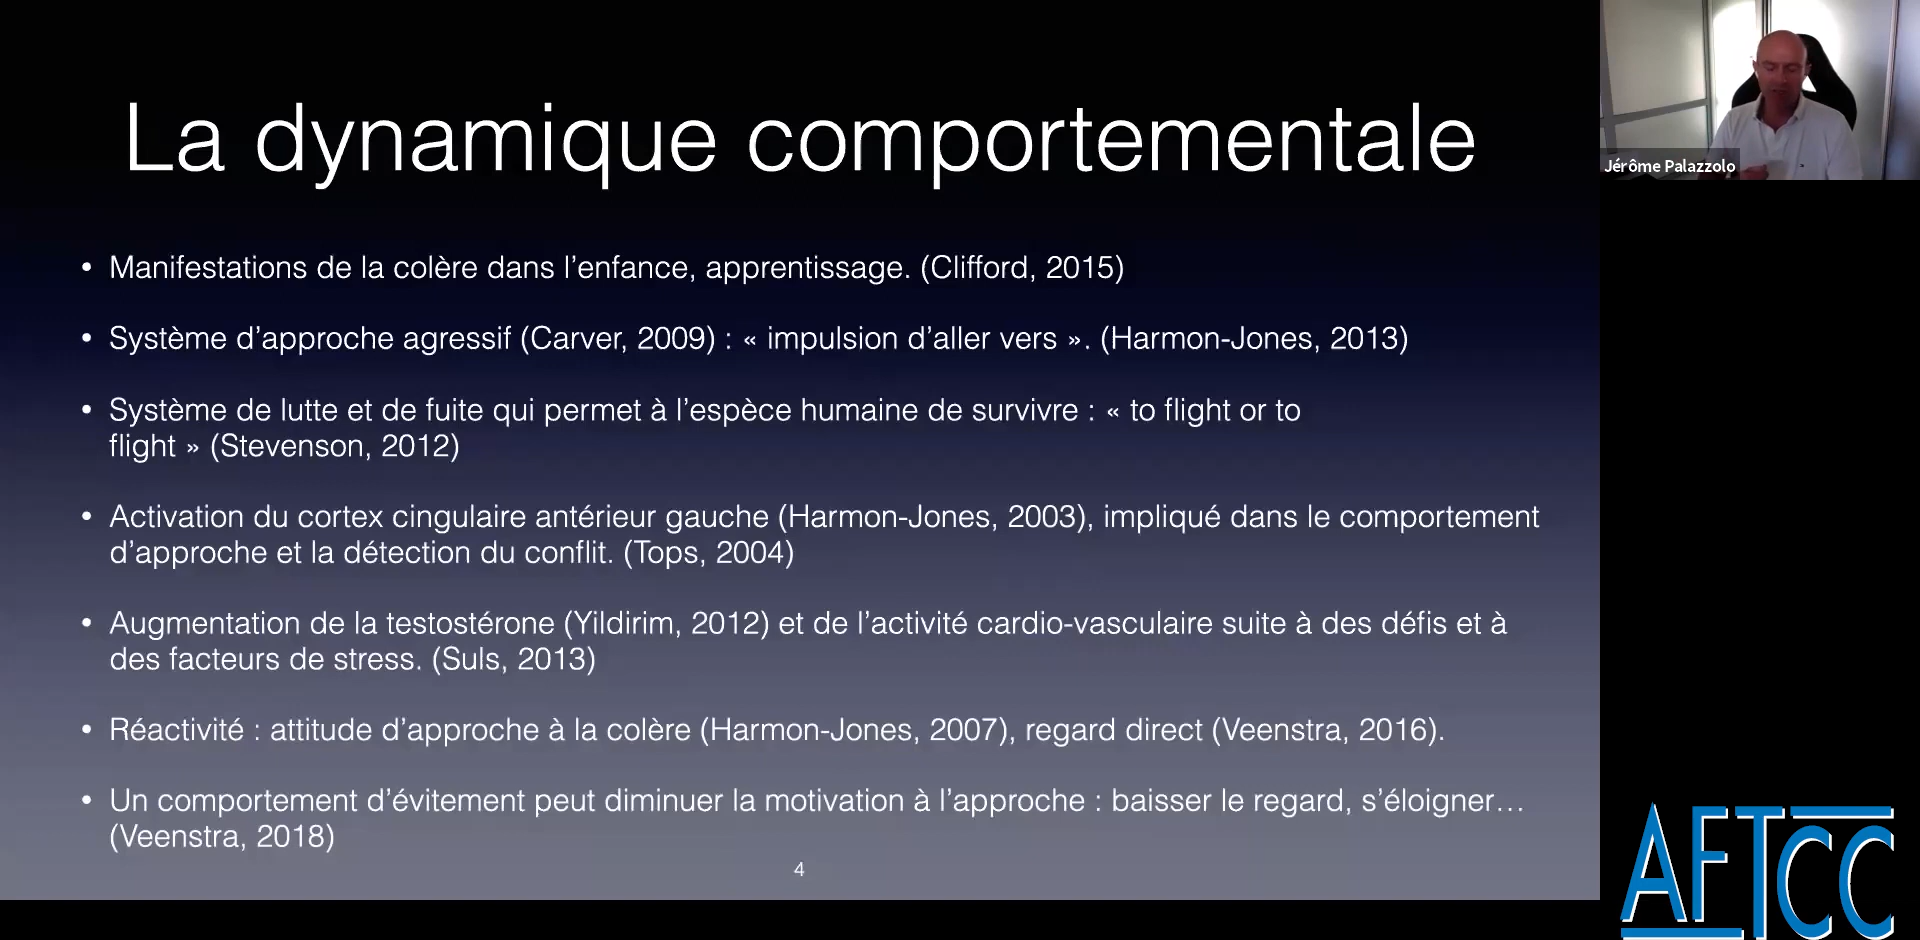 La dynamique comportementale
Jérôme Palazzolo
• Manifestations de la colère dans l’enfance, apprentissage. (Clifford, 2015)
• Système d’approche agressif (Carver, 2009) : « impulsion d’aller vers ». (Harmon-Jones, 2013)
• Système de lutte et de fuite qui permet à l’espèce humaine de survivre : « to flight or to
flight » (Stevenson, 2012)
• Activation du cortex cingulaire antérieur gauche (Harmon-Jones, 2003), impliqué dans le comportement
d’approche et la détection du conflit. (Tops, 2004)
• Augmentation de la testostérone (Yildirim, 2012) et de l’activité cardio-vasculaire suite à des défis et à
des facteurs de stress. (Suls, 2013)
• Réactivité : attitude d’approche à la colère (Harmon-Jones, 2007), regard direct (Veenstra, 2016).
• Un comportement d’évitement peut diminuer la motivation à l’approche : baisser le regard, s’éloigner…
(Veenstra, 2018)
4
AFTCC